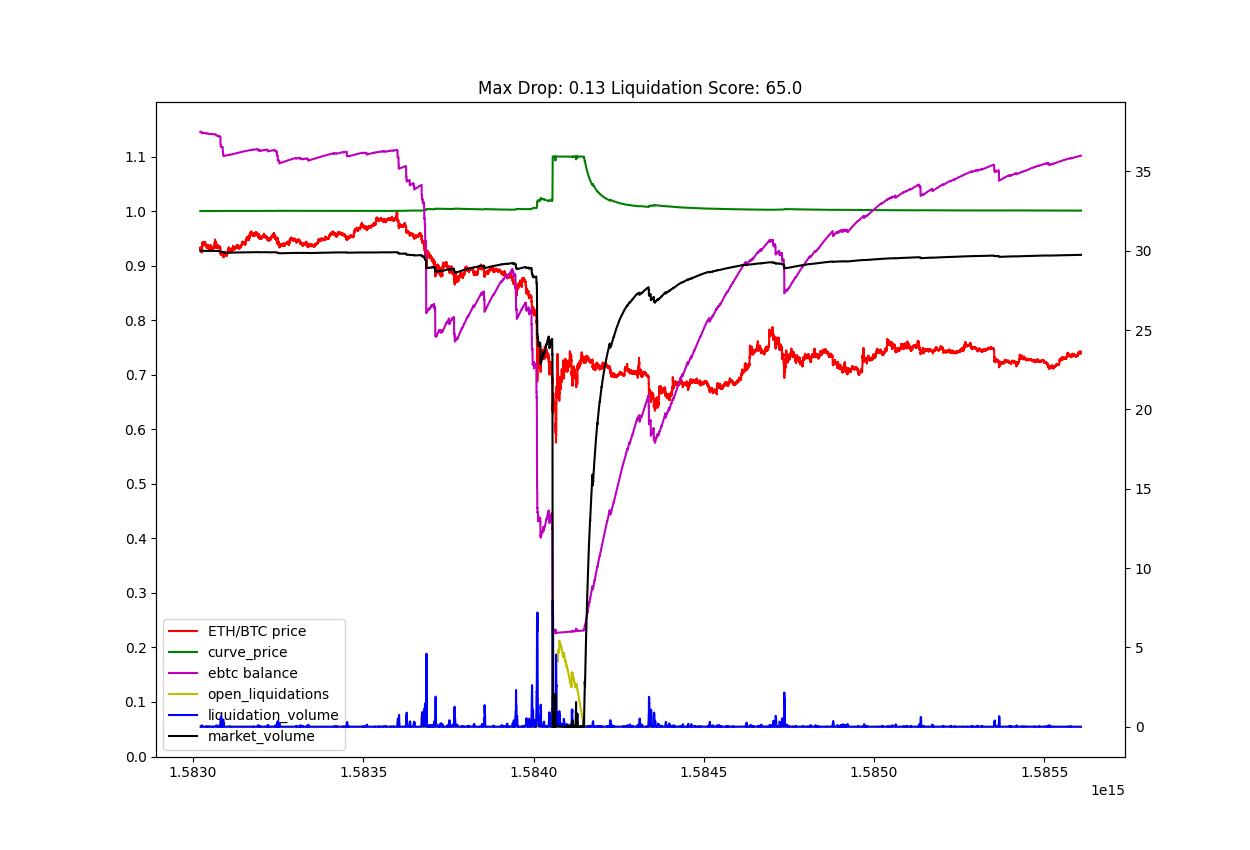 Max Drop: 0.13 Liquidation Score: 65.0
1.1
1.0
0.9
0.8
0.7
0.6
0.5
0.4
0.3
0.2
0.1
0.0
35
30
25
20
15
10
5
0
ETH/BTC price
curve_price
ebtc balance
open_liquidations
liquidation_volume
market_volume
1.5830 1.5835 1.5840 1.5845 1.5850 1.5855
1e15